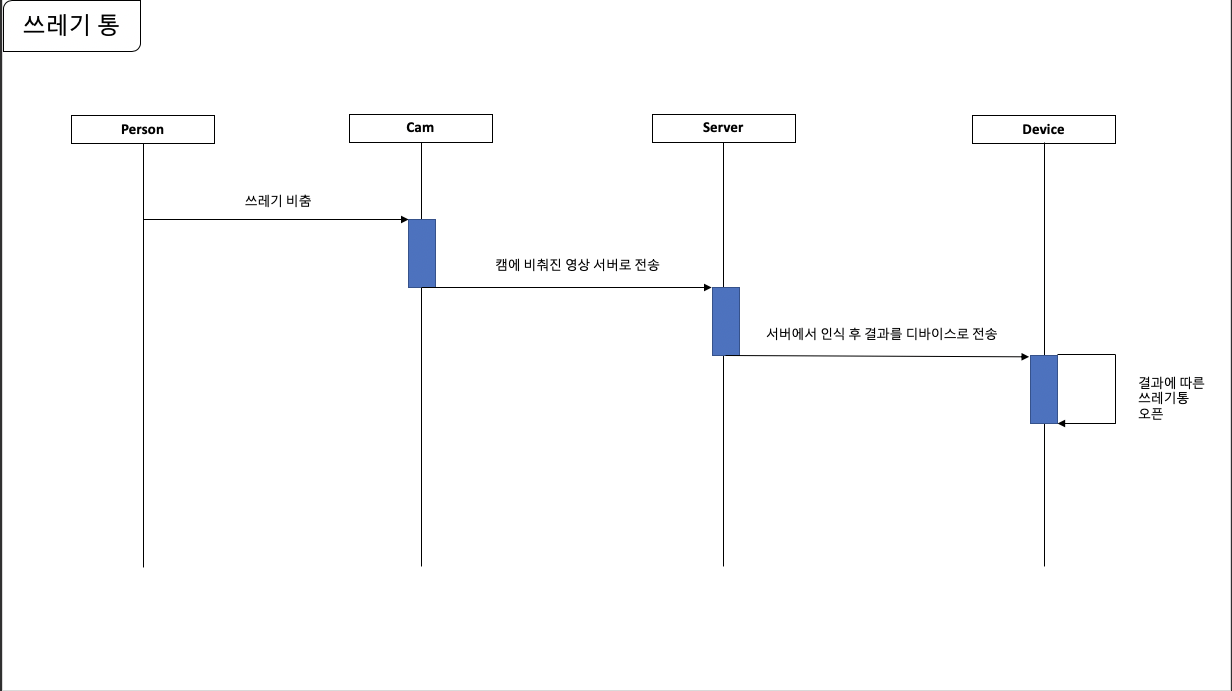 쓰레기 통
Person
Cam
Server
Device
쓰레기 비춤
캠에 비춰진 영상 서버로 전송
서버에서 인식 후 결과를 디바이스로 전송
결과에 따른
쓰레기통
오픈